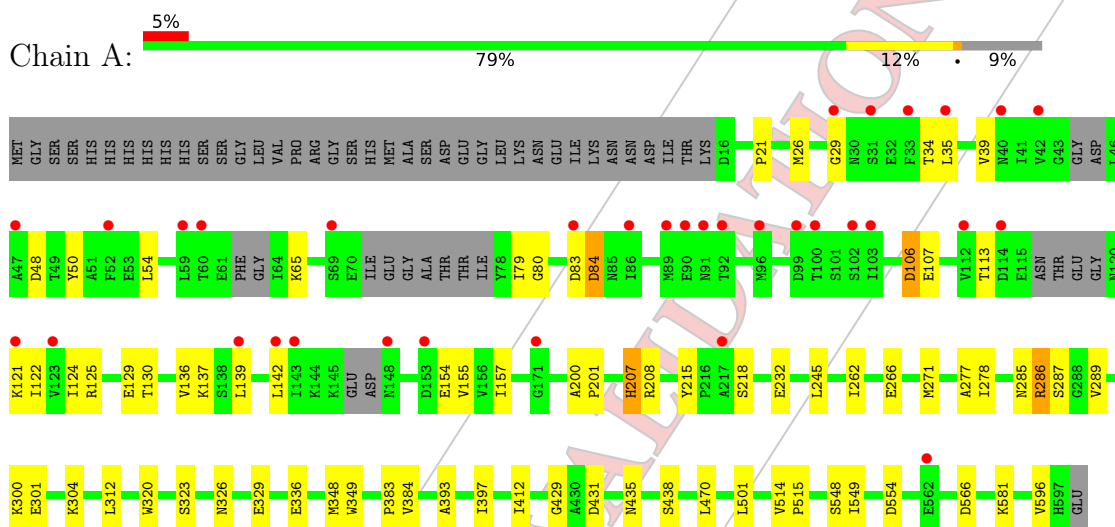 5%
Chain A:
79% 12% • 9%
MET GLY SER SER HIS HIS HIS HIS HIS HIS SER SER GLY LEU VAL PRO ARG GLY SER HIS MET ALA SER ASP GLU GLY LEU LYS ASN GLU ILE LYS ASN ASN ASP ILE THR LYS D16 P21 M26 G29 N30 S31 E32 F33 T34 L35 V39 N40 I41 V42 G43 GLY ASP L46
A47 D48 T49 Y50 A51 F52 E53 L54 L59 T60 E61 PHE GLY I64 K65 S69 E70 ILE GLU GLY ALA THR THR ILE Y78 I79 G80 D83 D84 N85 I86 M89 E90 N91 T92 M96 D99 T100 S101 S102 I103 D106 E107 V112 T113 D114 E115 ASN THR GLU GLY N120
K121 I122 V123 I124 R125 E129 T130 V136 K137 S138 L139 L142 I143 K144 K145 GLU ASP N148 D153 E154 V155 V156 I157 G171 A200 P201 H207 R208 Y215 P216 A217 S218 E232 L245 I262 E266 M271 A277 I278 N285 R286 S287 G288 V289
K300 E301 K304 L312 W320 S323 N326 E329 E336 M348 W349 P383 V384 A393 I397 I412 G429 A430 D431 N435 S438 L470 L501 V514 P515 S548 I549 D554 E562 D566 K581 V596 H597 GLU